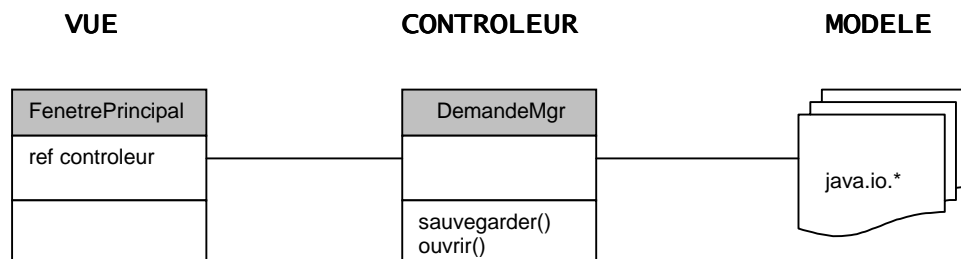 VUE CONTROLEUR MODELE
FenetrePrincipal DemandeMgr
ref controleur
java.io.*
sauvegarder()
ouvrir()